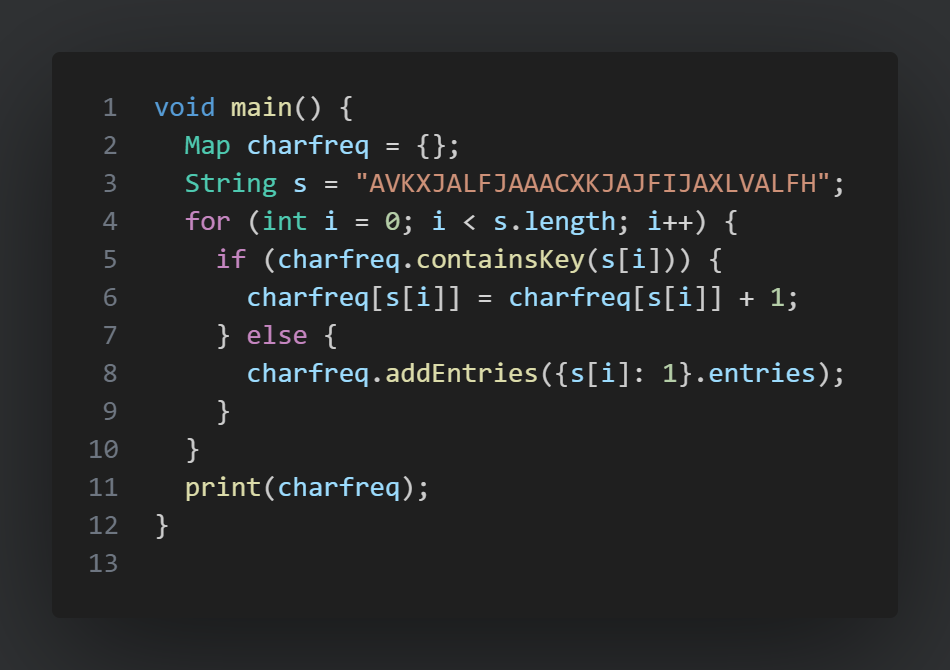 1 void main() {
2   Map charfreq = {};
3   String s = "AVKXJALFJAAACXKJAJFIJAXLVALFH";
4   for (int i = 0; i < s.length; i++) {
5     if (charfreq.containsKey(s[i])) {
6       charfreq[s[i]] = charfreq[s[i]] + 1;
7     } else {
8       charfreq.addEntries({s[i]: 1}.entries);
9     }
10   }
11   print(charfreq);
12 }
13